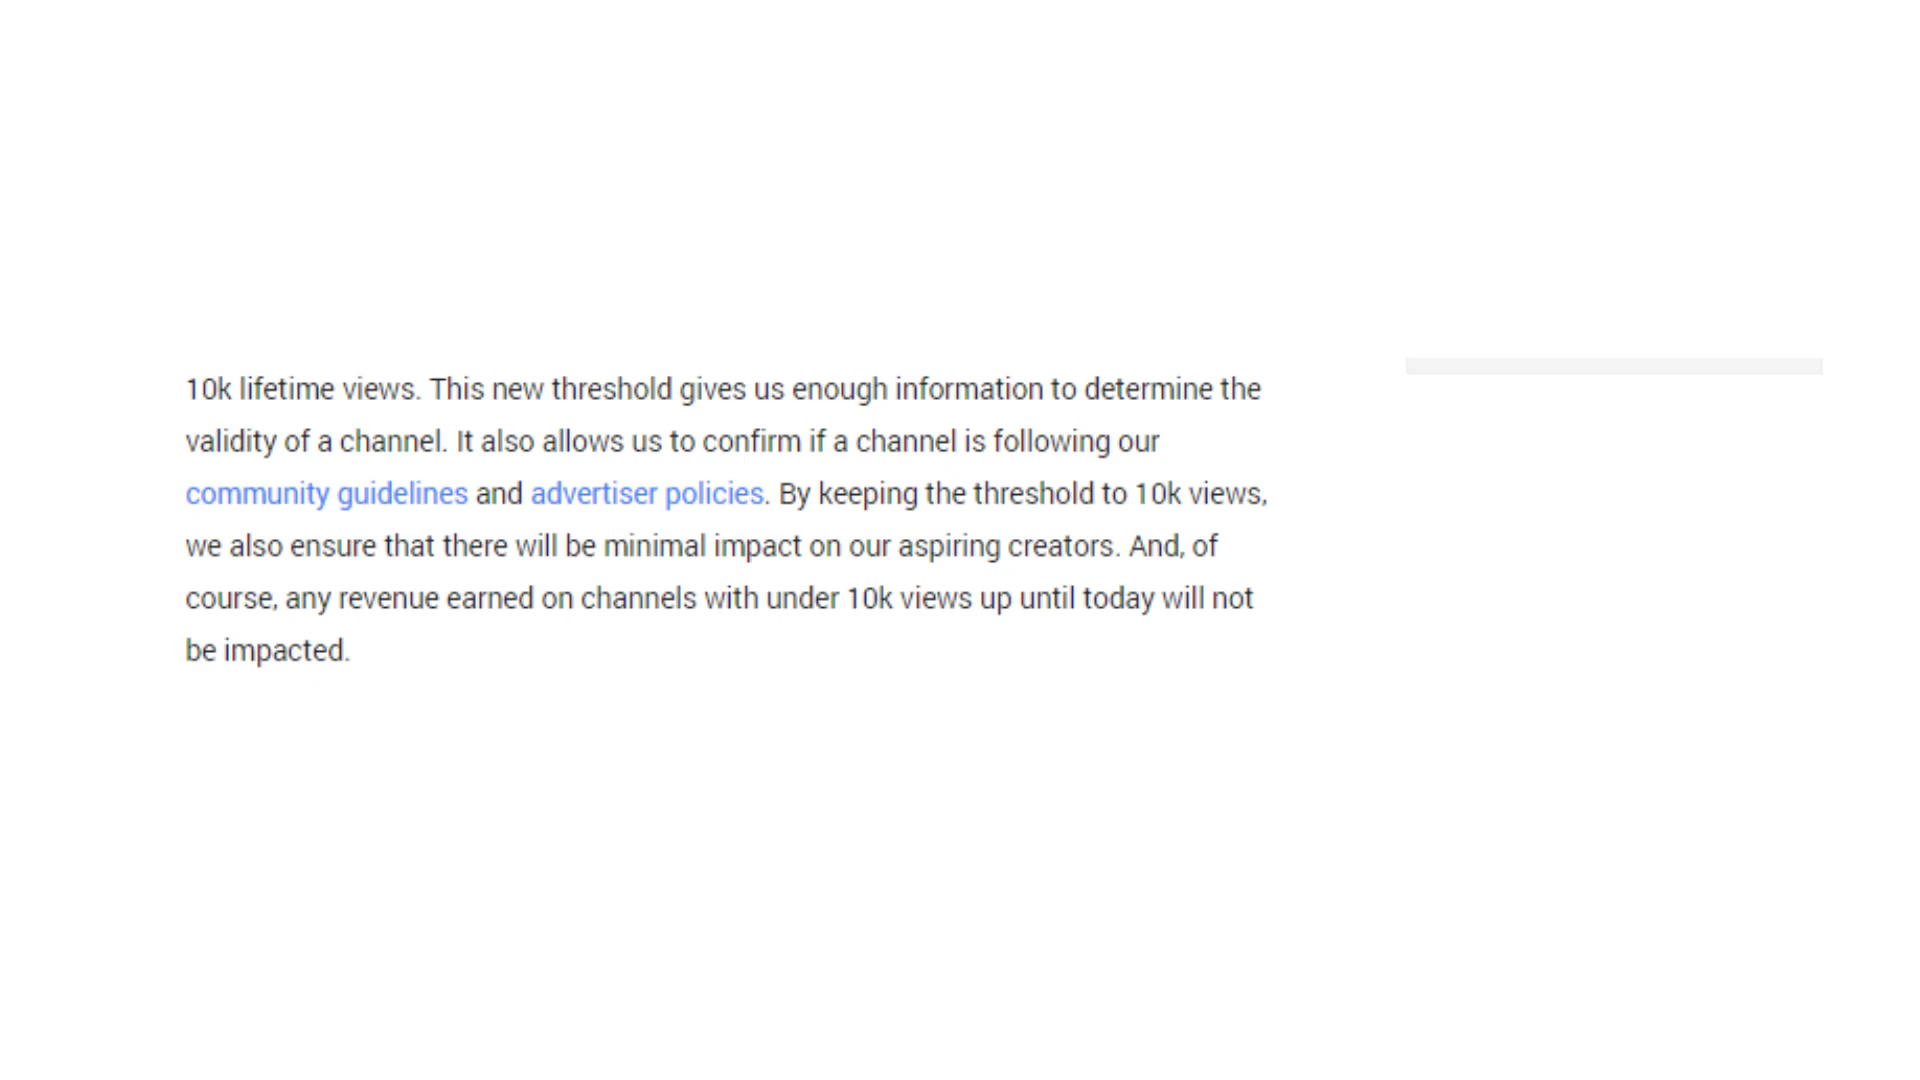 10k lifetime views. This new threshold gives us enough information to determine the
validity of a channel. It also allows us to confirm if a channel is following our
community guidelines and advertiser policies. By keeping the threshold to 10k views,
we also ensure that there will be minimal impact on our aspiring creators. And, of
course, any revenue earned on channels with under 10k views up until today will not
be impacted.